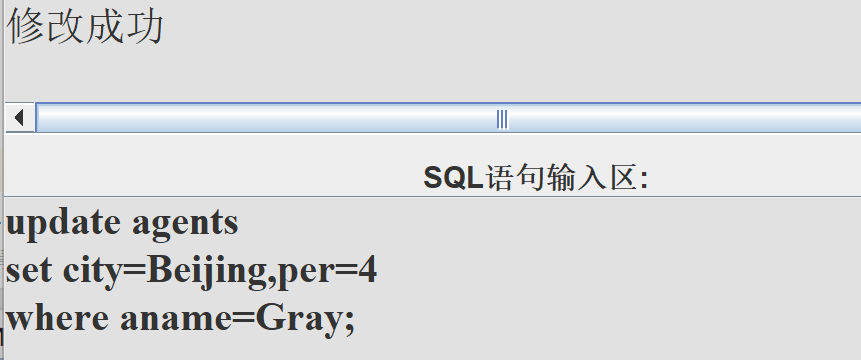 修改成功
SQL语句输入区:
update agents
set city=Beijing,per=4
where aname=Gray;